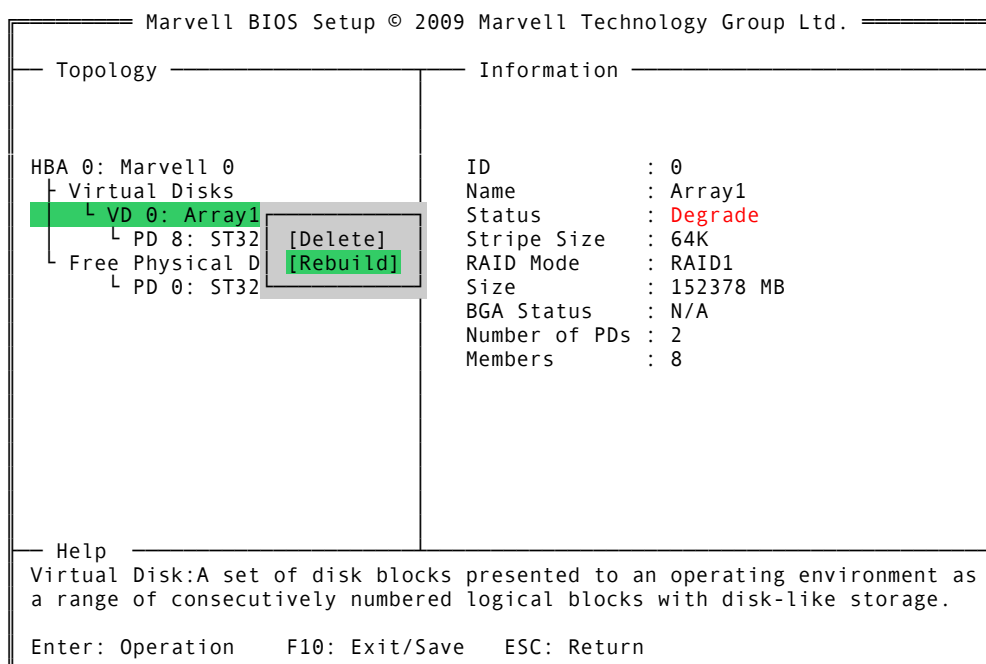 Marvell BIOS Setup © 2009 Marvell Technology Group Ltd.
Topology
Information
HBA 0: Marvell 0
Virtual Disks
VD 0: Array1
PD 8: ST32
Free Physical D
PD 0: ST32
[Delete]
[Rebuild]
ID : 0
Name : Array1
Status : Degrade
Stripe Size : 64K
RAID Mode : RAID1
Size : 152378 MB
BGA Status : N/A
Number of PDs : 2
Members : 8
Help
Virtual Disk:A set of disk blocks presented to an operating environment as
a range of consecutively numbered logical blocks with disk-like storage.
Enter: Operation F10: Exit/Save ESC: Return